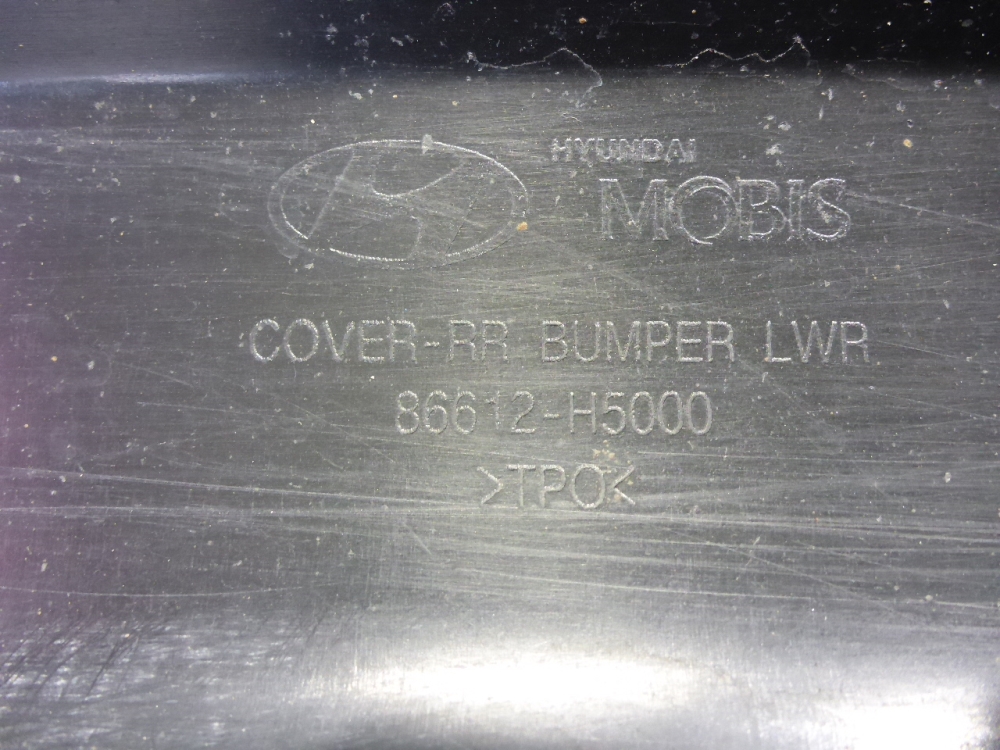 HYUNDAI
MOBIS
COVER-RR BUMPER LWR
86612-H5000
>TPO<